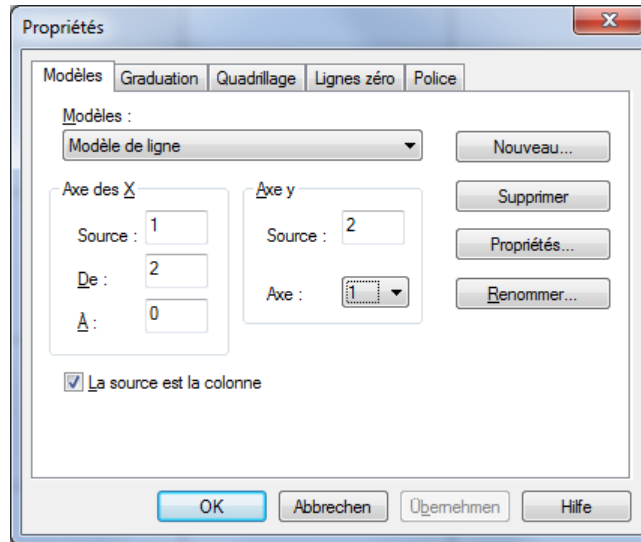 Propriétés
Modèles Graduation Quadrillage Lignes zéro Police
Modèles :
Modèle de ligne
Nouveau...
Supprimer
Propriétés...
Renommer...
Axe des X
Source : 1
De : 2
À : 0
Axe y
Source : 2
Axe : 1
La source est la colonne
OK Abbrechen Übernehmen Hilfe